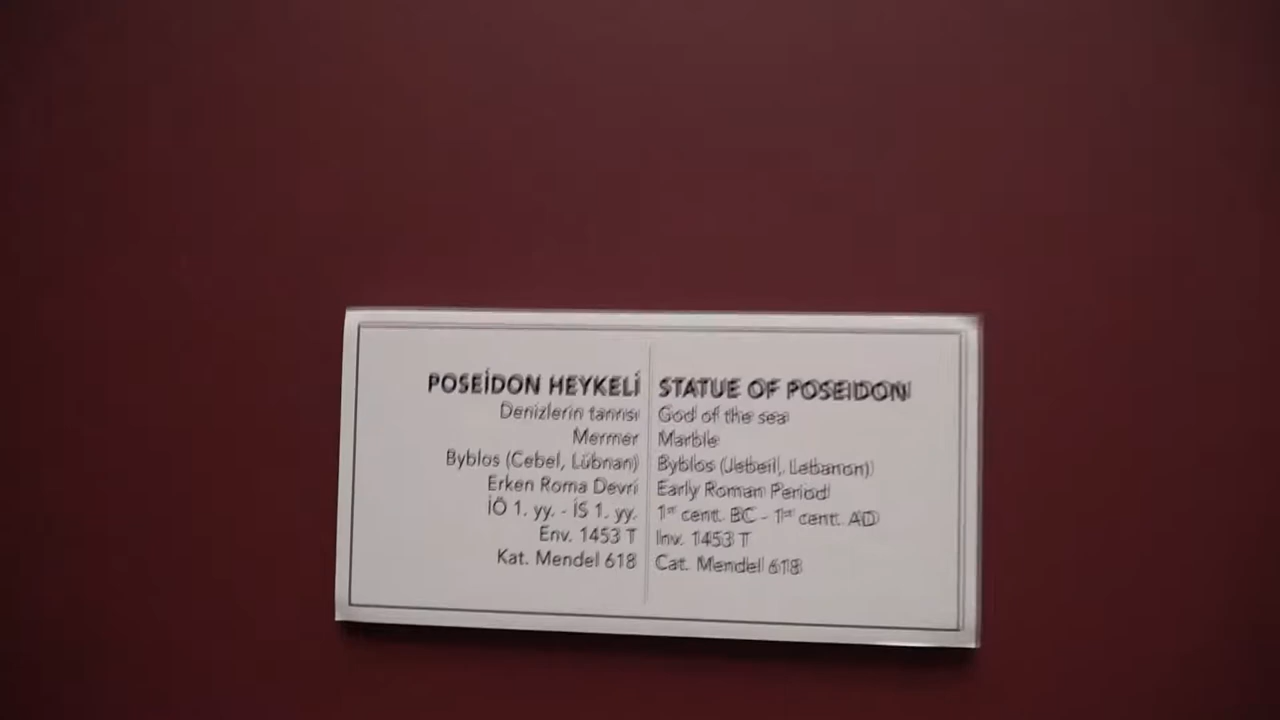 POSEİDON HEYKELİ
Denizlerin tanrısı
Mermer
Byblos (Cebel, Lübnan)
Erken Roma Devri
İÖ 1. yy. - İS 1. yy.
Env. 1453 T
Kat. Mendel 618
STATUE OF POSEIDON
God of the sea
Marble
Byblos (Jebeil, Lebanon)
Early Roman Period
1st cent. BC - 1st cent. AD
Inv. 1453 T
Cat. Mendel 618